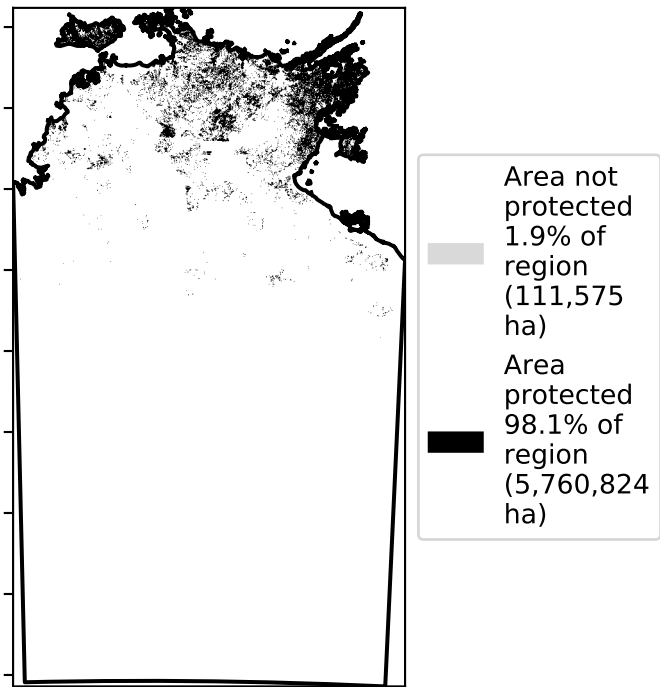 Area not
protected
1.9% of
region
(111,575
ha)
Area
protected
98.1% of
region
(5,760,824
ha)